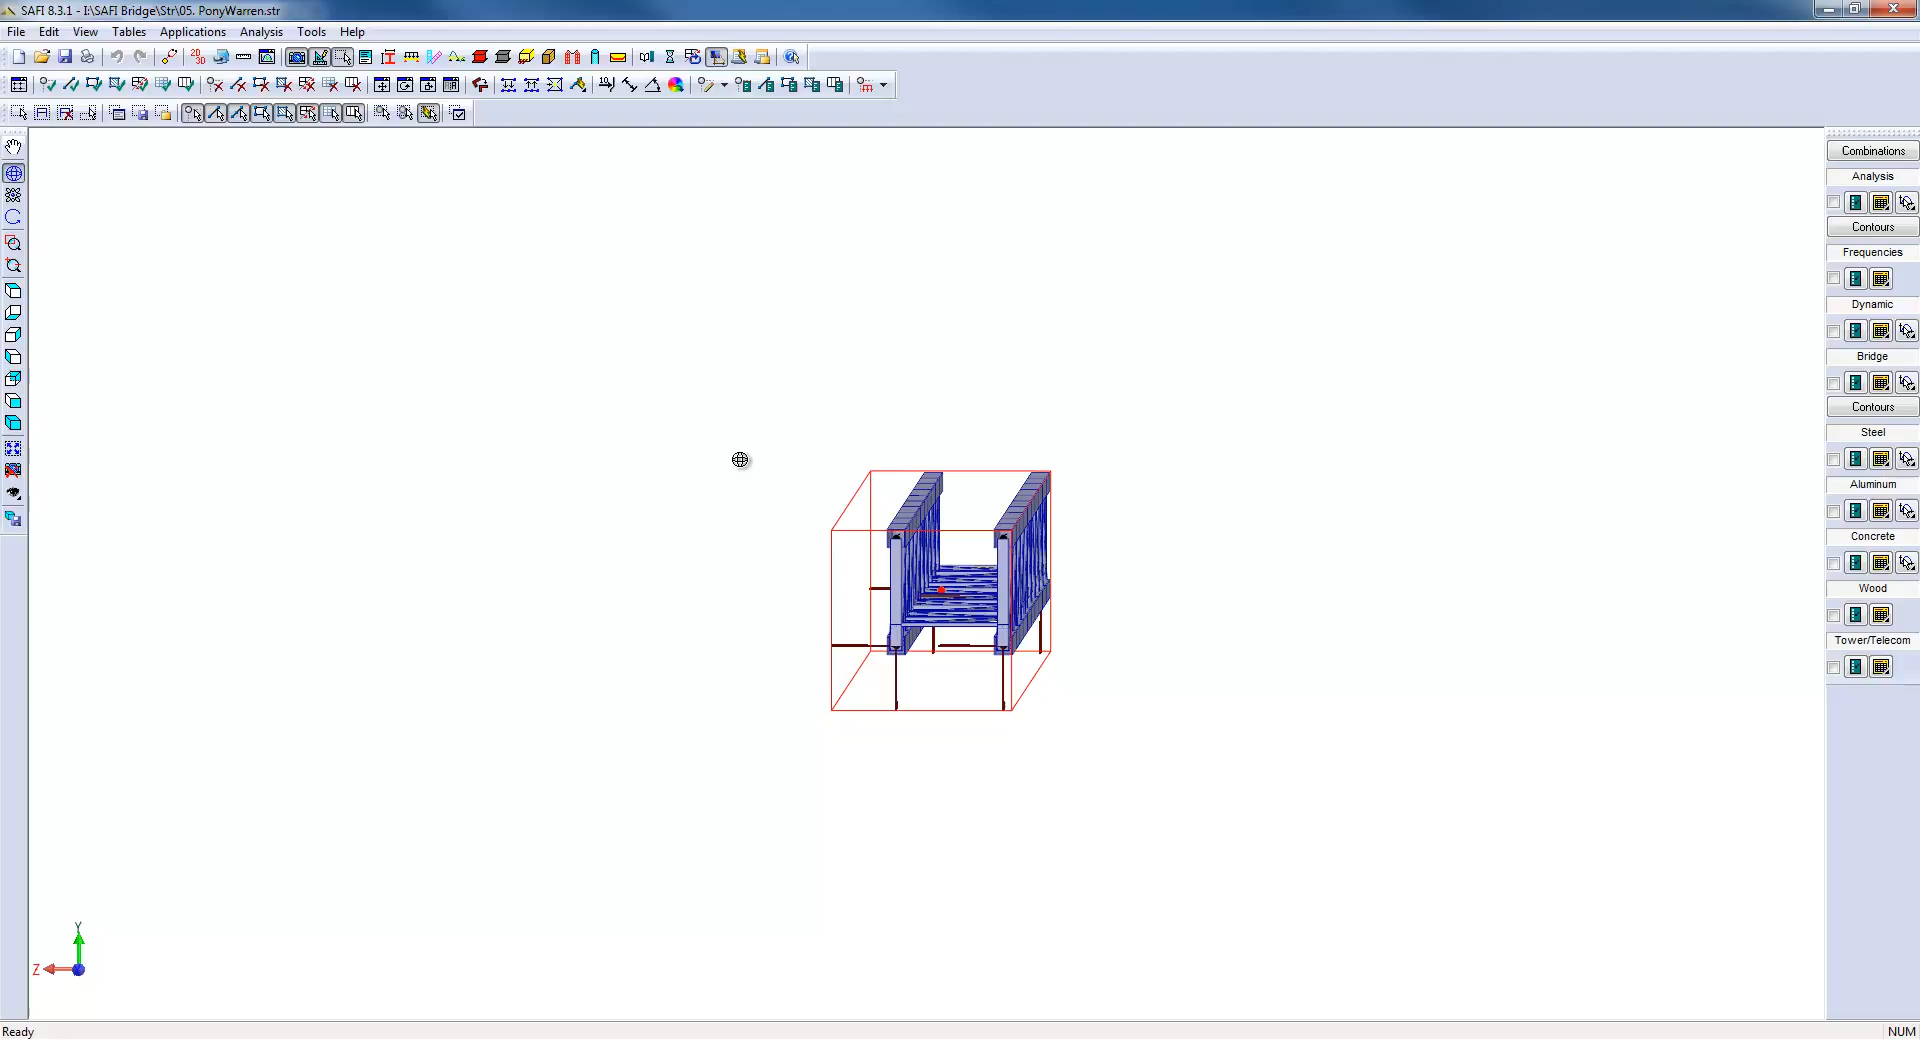 SAFI 8.3.1 - I:\SAFI Bridge\Str\05. PonyWarren.str
File Edit View Tables Applications Analysis Tools Help
Combinations
Analysis
Contours
Frequencies
Dynamic
Bridge
Contours
Steel
Aluminum
Concrete
Wood
Tower/Telecom
Y
Z
Ready NUM